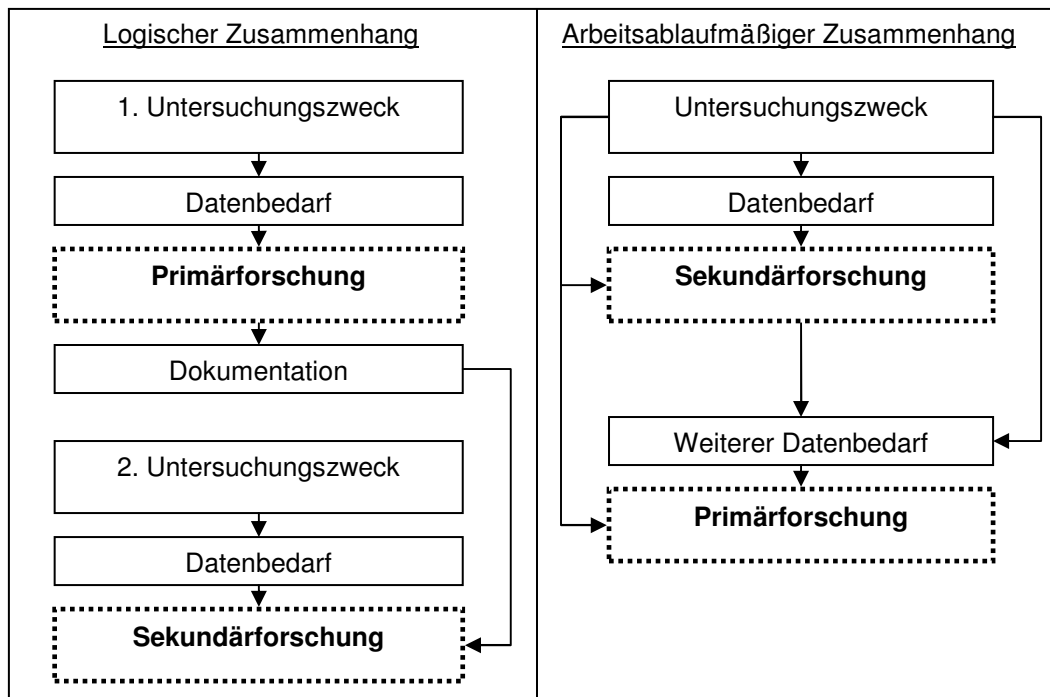 Logischer Zusammenhang
1. Untersuchungszweck
Datenbedarf
Primärforschung
Dokumentation
2. Untersuchungszweck
Datenbedarf
Sekundärforschung
Arbeitsablaufmäßiger Zusammenhang
Untersuchungszweck
Datenbedarf
Sekundärforschung
Weiterer Datenbedarf
Primärforschung